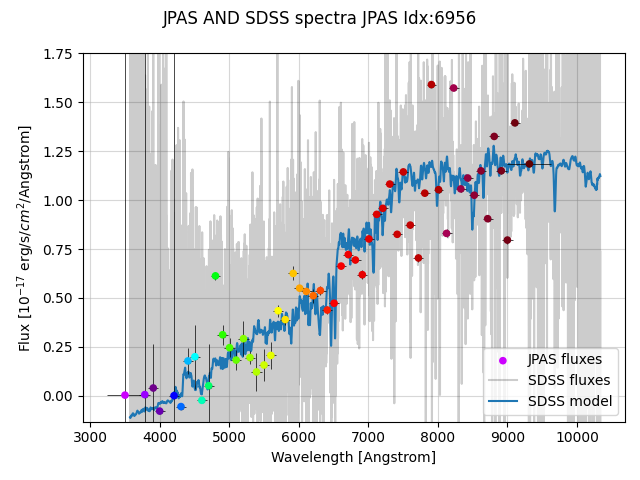 JPAS AND SDSS spectra JPAS Idx:6956
1.75
1.50
1.25
1.00
0.75
0.50
0.25
0.00
Flux [10⁻¹⁷ erg/s/cm²/Angstrom]
JPAS fluxes
SDSS fluxes
SDSS model
3000 4000 5000 6000 7000 8000 9000 10000
Wavelength [Angstrom]